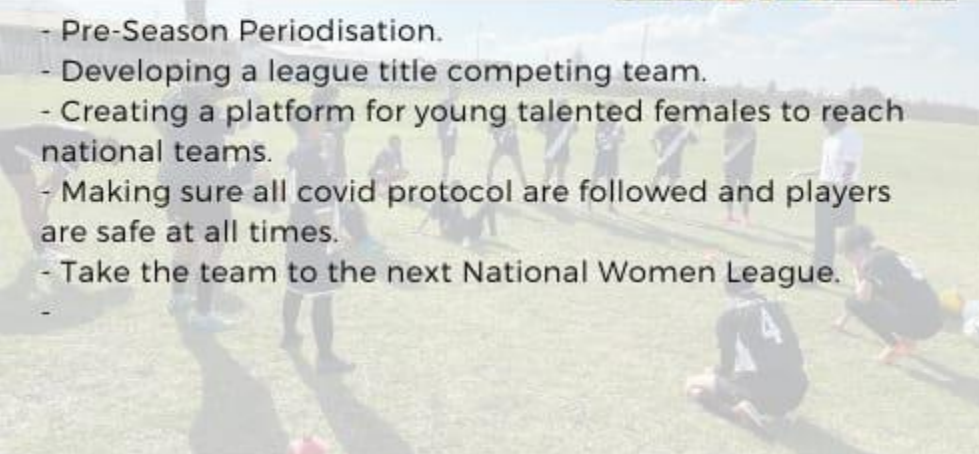 - Pre-Season Periodisation.
- Developing a league title competing team.
- Creating a platform for young talented females to reach
national teams.
- Making sure all covid protocol are followed and players
are safe at all times.
- Take the team to the next National Women League.
-
4